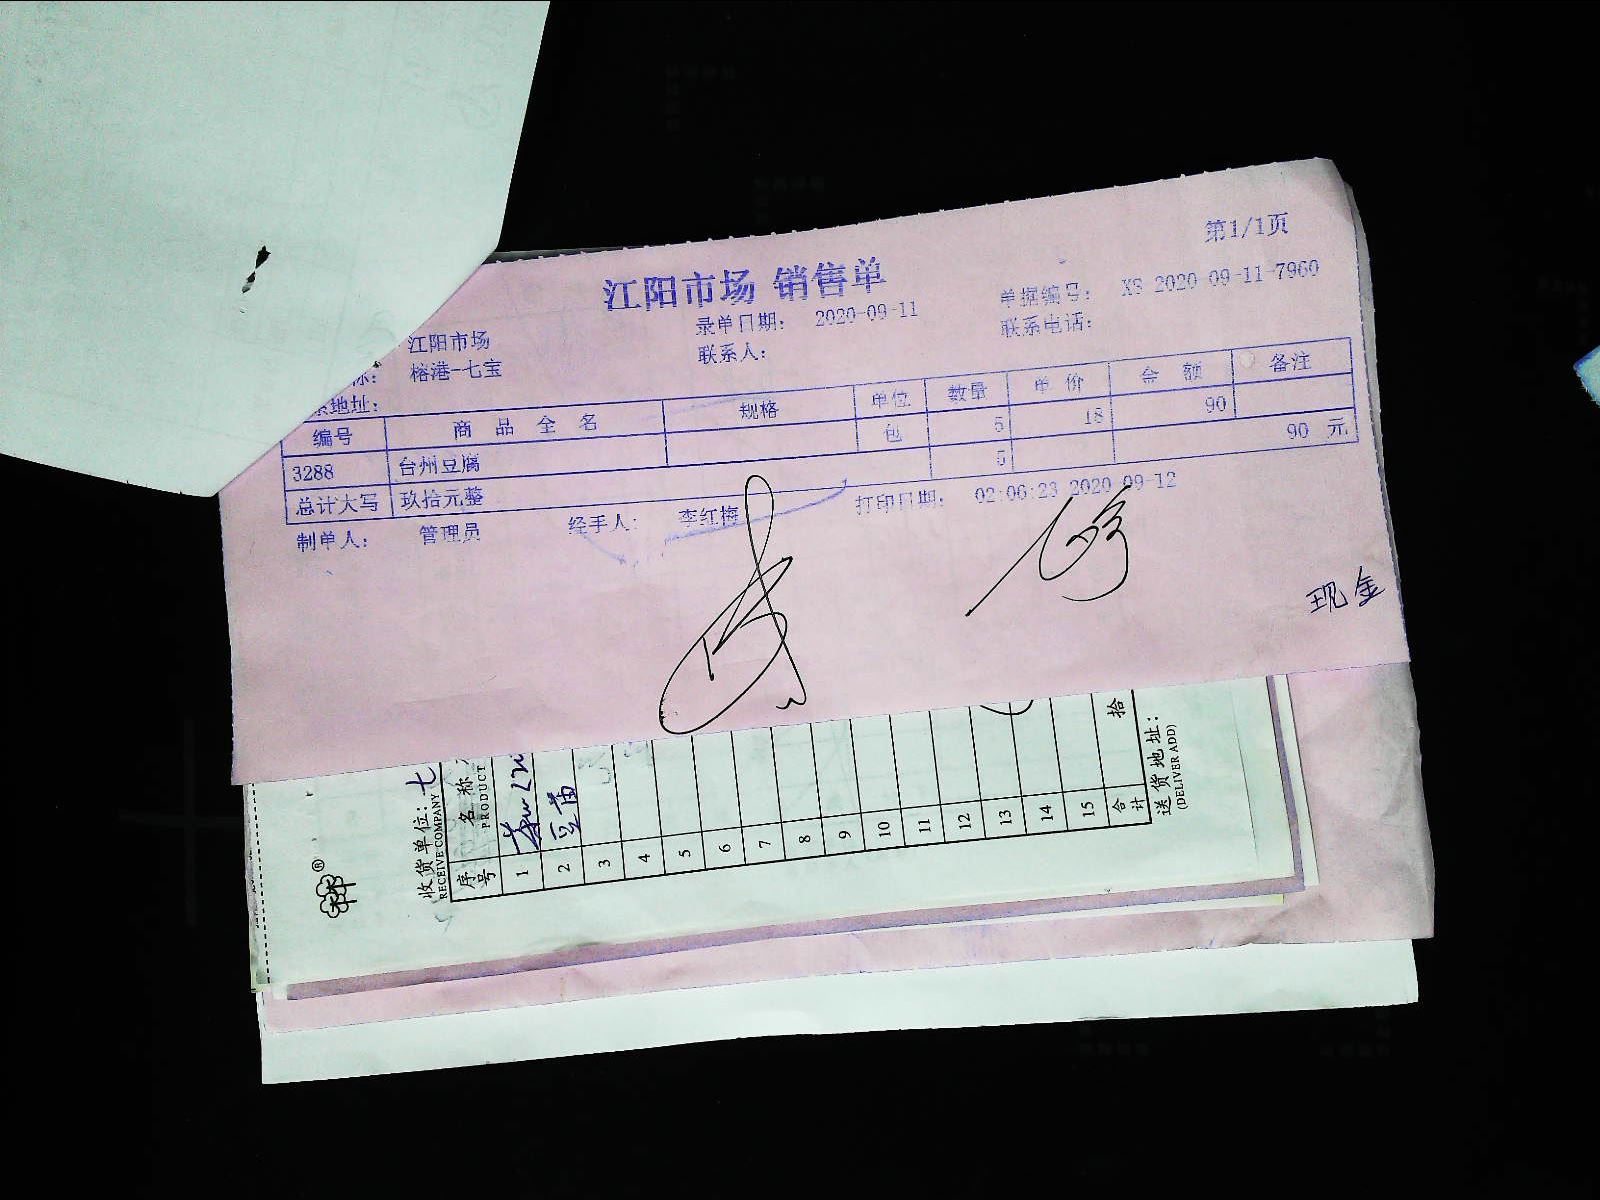 第1/1页
江阳市场 销售单
江阳市场 录单日期： 2020-09-11 单据编号： XS-2020-09-11-7960
称： 榕港-七宝 联系人： 联系电话：
系地址：
编号 商品全名 规格 单位 数量 单价 金额 备注
3288 台州豆腐 包 5 18 90
总计大写 玖拾元整 5 90 元
制单人： 管理员 经手人： 李红梅 打印日期： 02:06:23 2020-09-12
现金
收货单位：七
RECEIVE COMPANY
序号 名称
PRODUCT
1
2 豆苗
3
4
5
6
7
8
9
10
11
12
13
14
15
合计 拾
送货地址：
(DELIVER ADD)